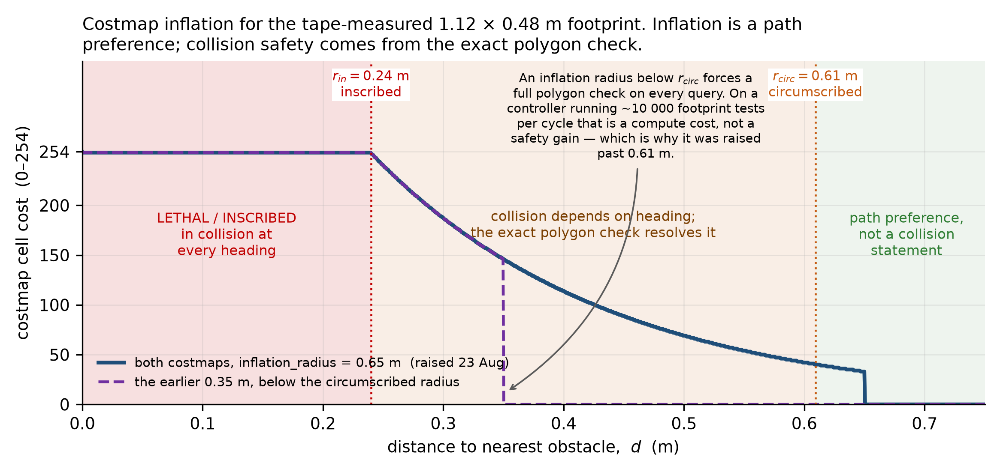 Costmap inflation for the tape-measured 1.12 × 0.48 m footprint. Inflation is a path
preference; collision safety comes from the exact polygon check.
r_in = 0.24 m
inscribed
An inflation radius below r_circ forces a
full polygon check on every query. On a
controller running ~10 000 footprint tests
per cycle that is a compute cost, not a
safety gain — which is why it was raised
past 0.61 m.
r_circ = 0.61 m
circumscribed
LETHAL / INSCRIBED
in collision at
every heading
collision depends on heading;
the exact polygon check resolves it
path preference,
not a collision
statement
both costmaps, inflation_radius = 0.65 m (raised 23 Aug)
the earlier 0.35 m, below the circumscribed radius
costmap cell cost (0–254)
254
200
150
100
50
0
0.0 0.1 0.2 0.3 0.4 0.5 0.6 0.7
distance to nearest obstacle, d (m)